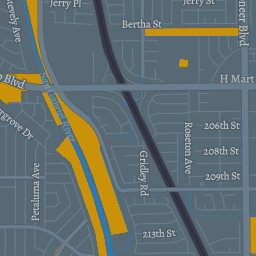 Jerry Pl
Jerry St
Bertha St
Blvd
H Mart
206th St
Roseton Ave
208th St
Gridley Rd
209th St
Petaluma Ave
213th St